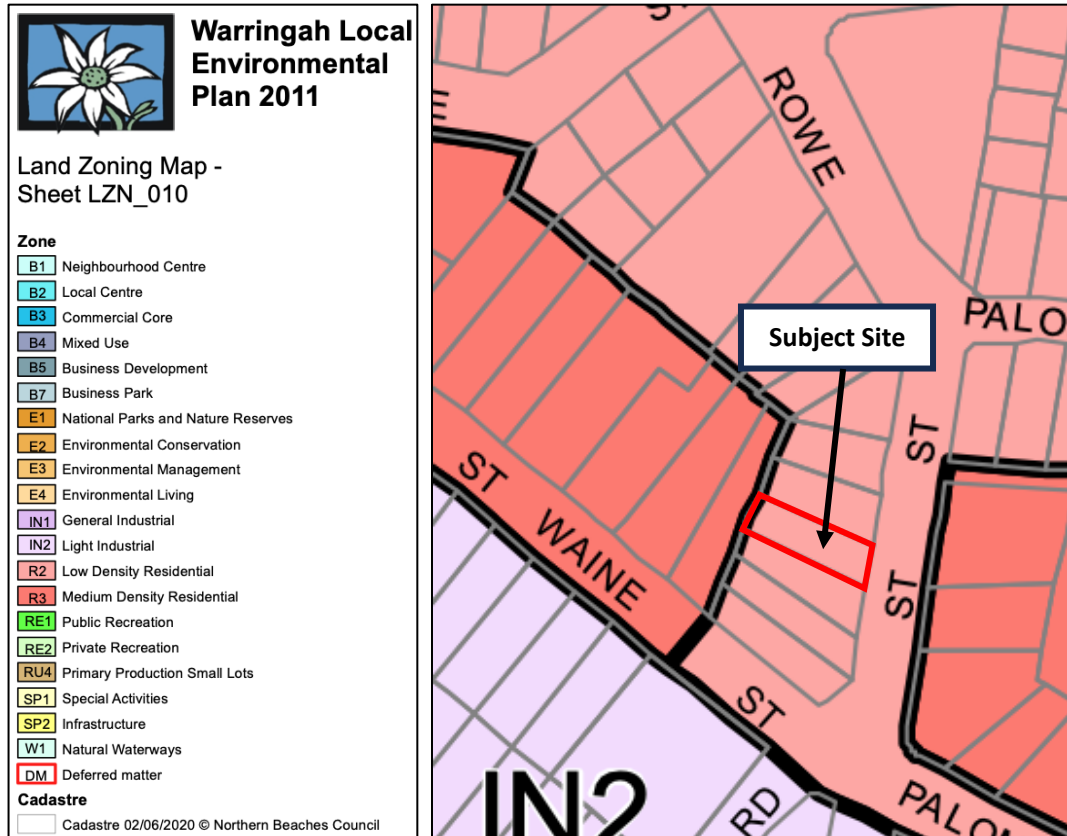 Warringah Local
Environmental
Plan 2011
Land Zoning Map -
Sheet LZN_010
Zone
B1 Neighbourhood Centre
B2 Local Centre
B3 Commercial Core
B4 Mixed Use
B5 Business Development
B7 Business Park
E1 National Parks and Nature Reserves
E2 Environmental Conservation
E3 Environmental Management
E4 Environmental Living
IN1 General Industrial
IN2 Light Industrial
R2 Low Density Residential
R3 Medium Density Residential
RE1 Public Recreation
RE2 Private Recreation
RU4 Primary Production Small Lots
SP1 Special Activities
SP2 Infrastructure
W1 Natural Waterways
DM Deferred matter
Cadastre
Cadastre 02/06/2020 © Northern Beaches Council
ROWE
PALO
Subject Site
ST
ST
WAINE
ST
ST
IN2
RD
PALO